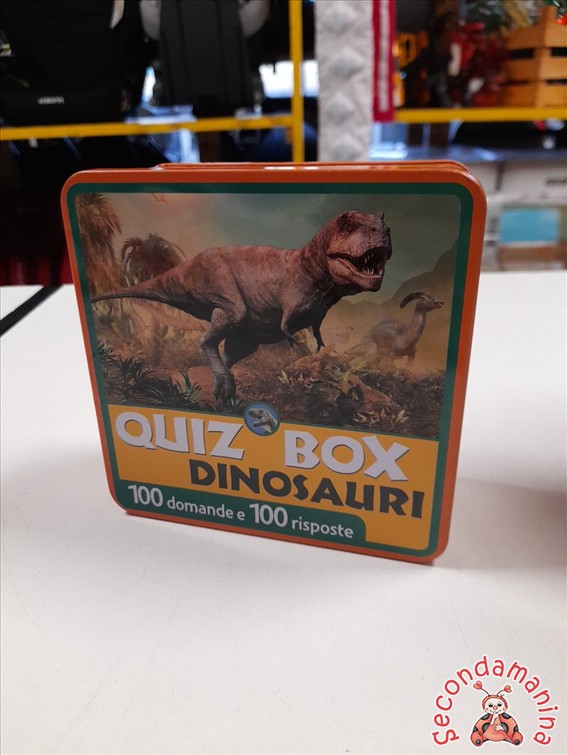 QUIZ BOX
DINOSAURI
100 domande e 100 risposte
Secondamanina